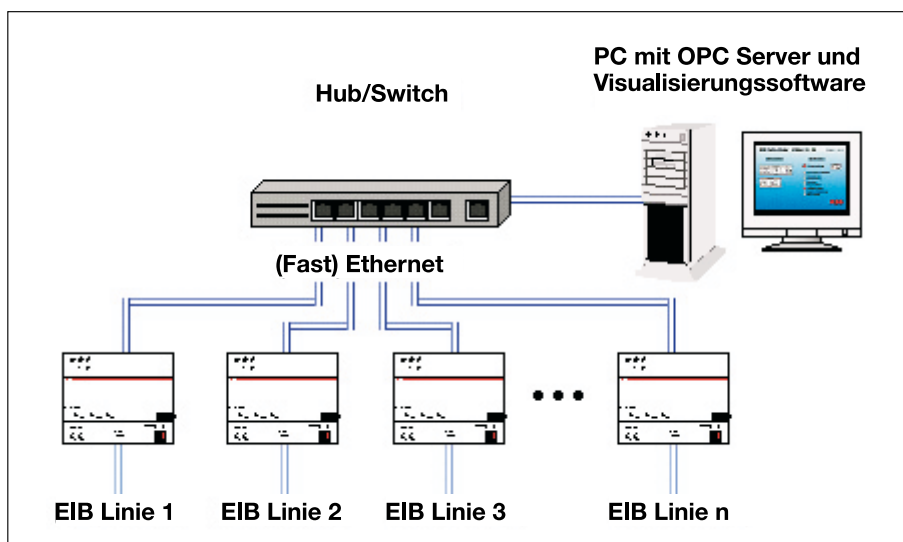 PC mit OPC Server und
Visualisierungssoftware
Hub/Switch
(Fast) Ethernet
EIB Linie 1
EIB Linie 2
EIB Linie 3
EIB Linie n